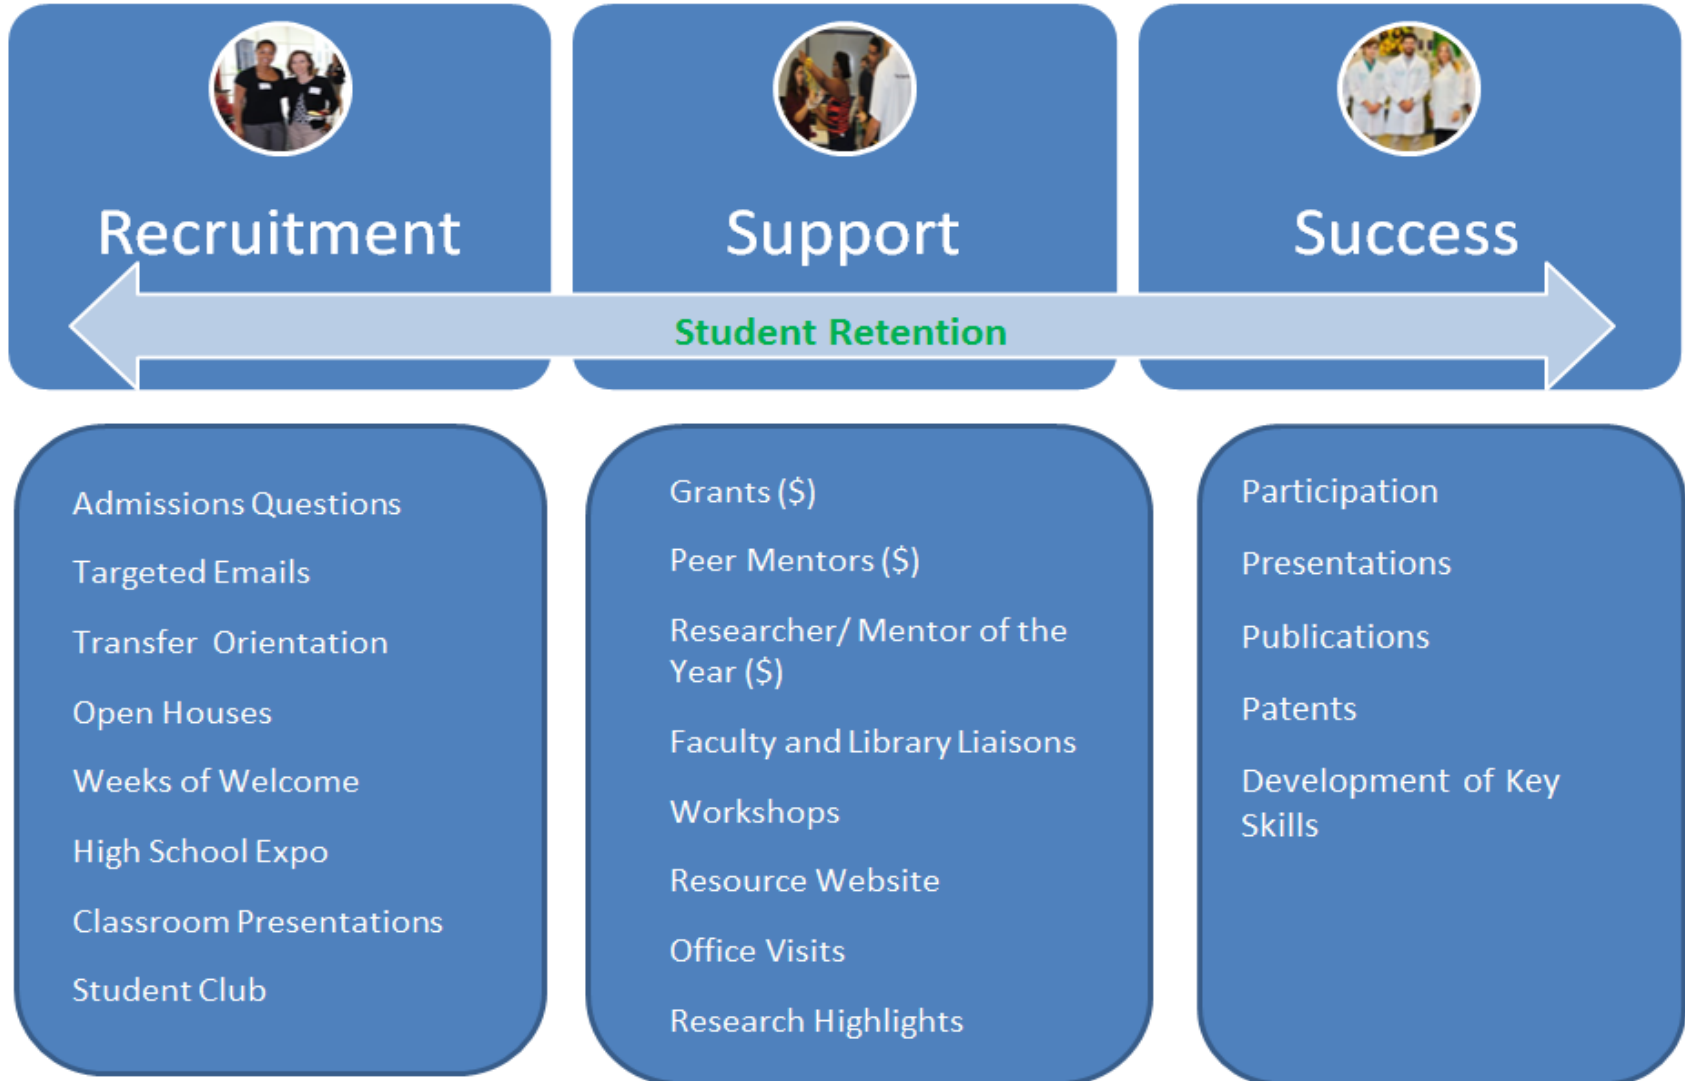 Recruitment
Support
Success
Student Retention
Admissions Questions
Targeted Emails
Transfer Orientation
Open Houses
Weeks of Welcome
High School Expo
Classroom Presentations
Student Club
Grants ($)
Peer Mentors ($)
Researcher/ Mentor of the
Year ($)
Faculty and Library Liaisons
Workshops
Resource Website
Office Visits
Research Highlights
Participation
Presentations
Publications
Patents
Development of Key
Skills